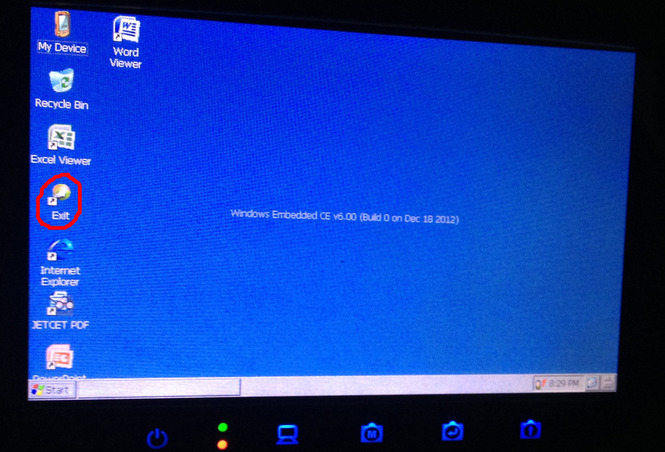 My Device
Word
Viewer
Recycle Bin
Excel Viewer
Exit
Windows Embedded CE v6.00 (Build 0 on Dec 18 2012)
Internet
Explorer
JETCET PDF
PowerPoint
Start
8:29 PM
M